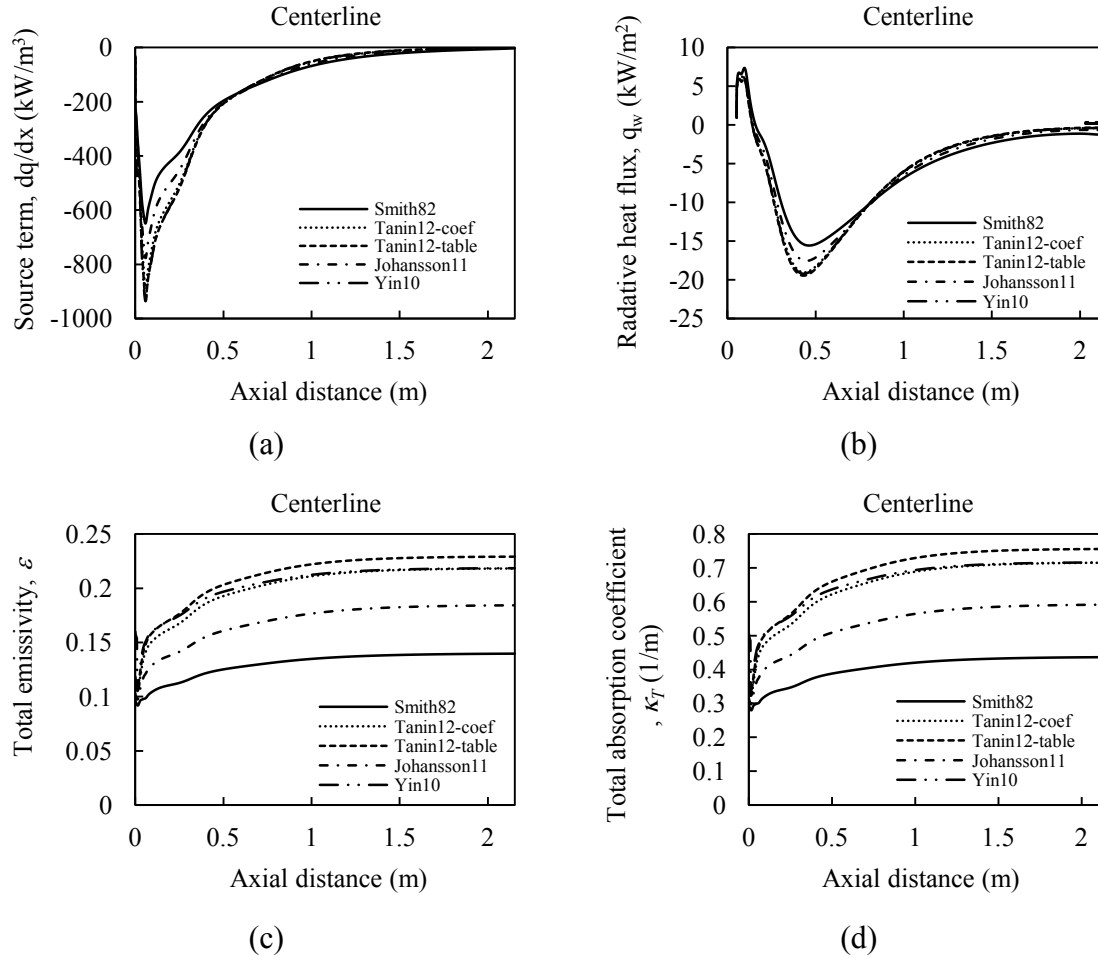 Centerline
Source term, dq/dx (kW/m³)
0
-200
-400
-600
-800
-1000
Smith82
Tanin12-coef
Tanin12-table
Johansson11
Yin10
0 0.5 1 1.5 2
Axial distance (m)
(a)
Centerline
Radative heat flux, q_w (kW/m²)
10
5
0
-5
-10
-15
-20
-25
Smith82
Tanin12-coef
Tanin12-table
Johansson11
Yin10
0 0.5 1 1.5 2
Axial distance (m)
(b)
Centerline
Total emissivity, ε
0.25
0.2
0.15
0.1
0.05
0
Smith82
Tanin12-coef
Tanin12-table
Johansson11
Yin10
0 0.5 1 1.5 2
Axial distance (m)
(c)
Centerline
Total absorption coefficient
, κ_T (1/m)
0.8
0.7
0.6
0.5
0.4
0.3
0.2
0.1
0
Smith82
Tanin12-coef
Tanin12-table
Johansson11
Yin10
0 0.5 1 1.5 2
Axial distance (m)
(d)